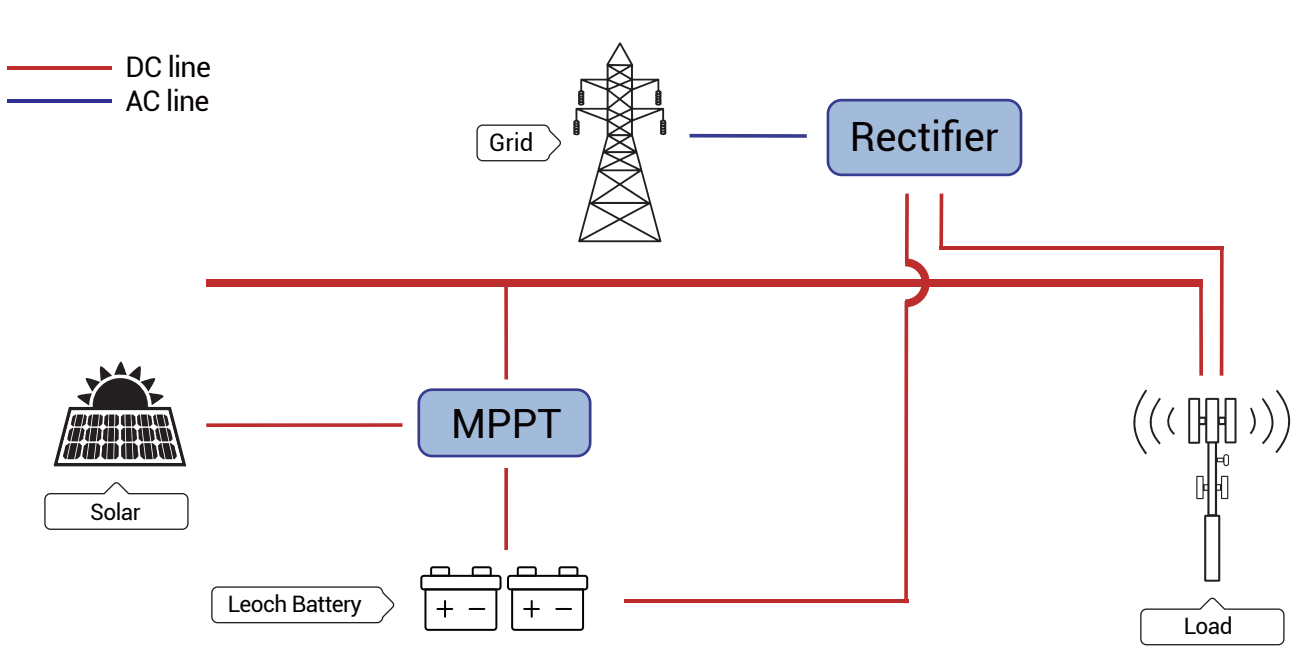 DC line
AC line
Grid
Rectifier
MPPT
Solar
Leoch Battery
+ −
+ −
Load